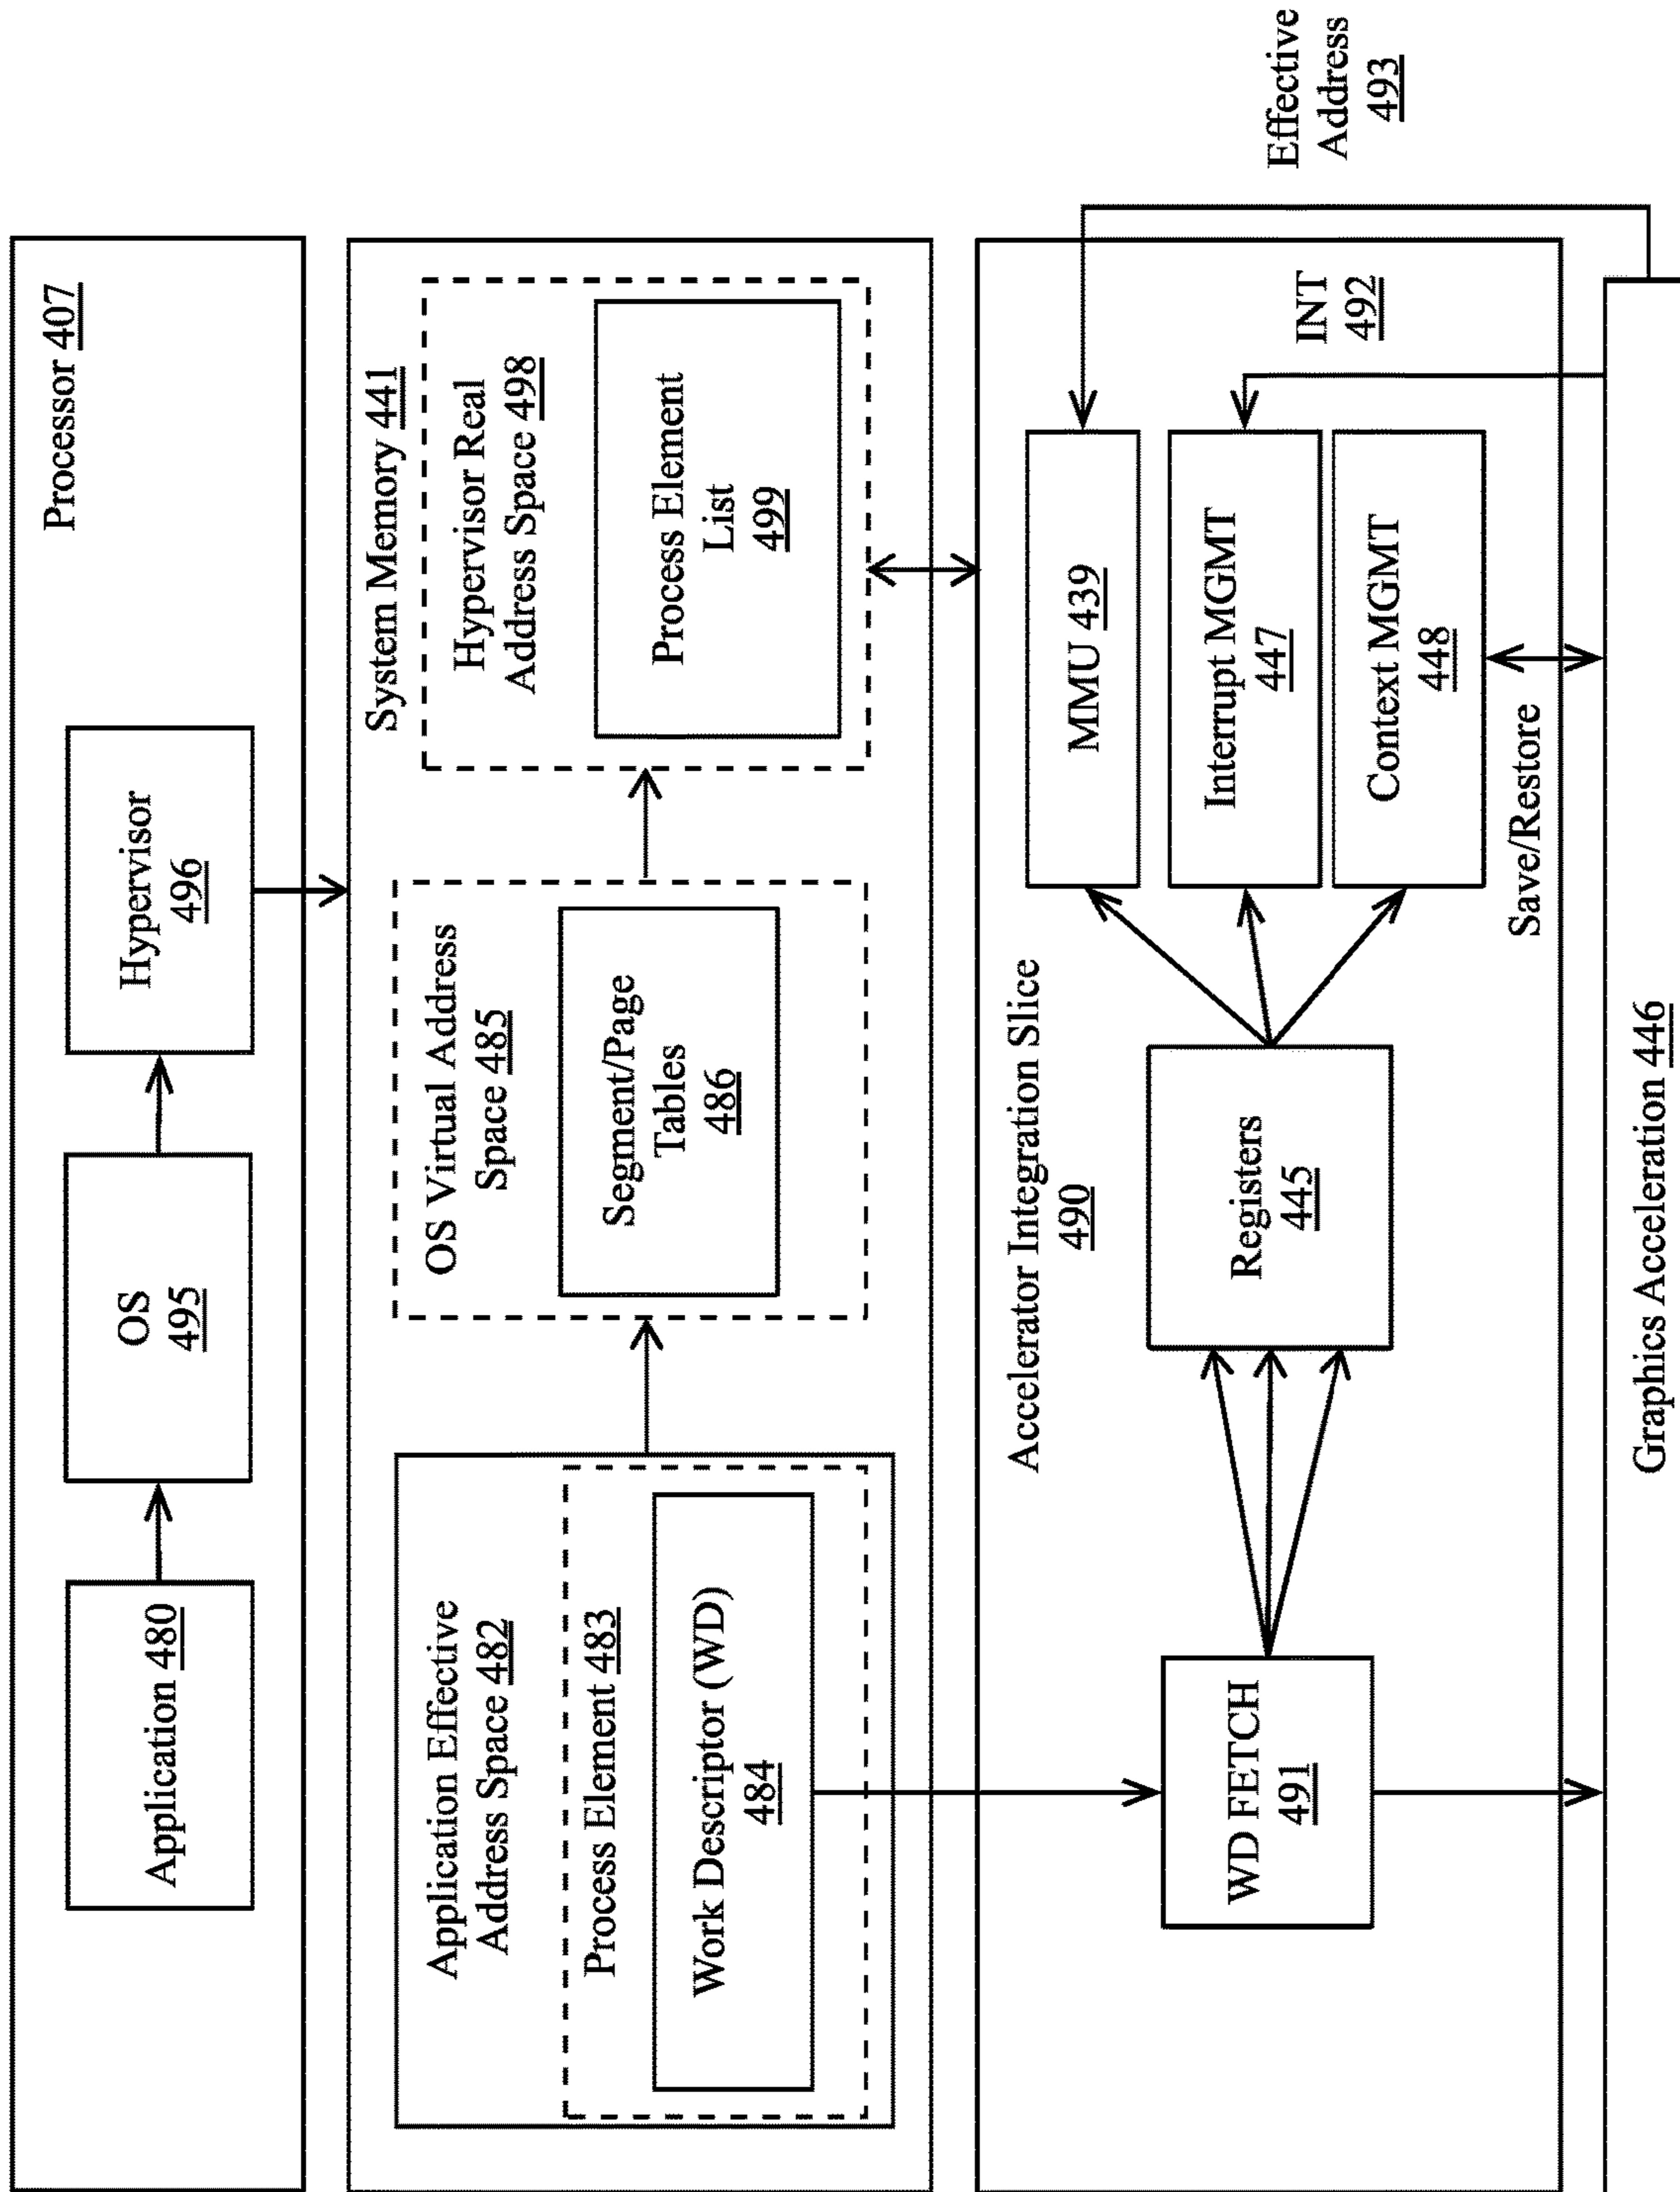 Processor 407
Application 480
OS
495
Hypervisor
496
System Memory 441
Application Effective
Address Space 482
Process Element 483
Work Descriptor (WD)
484
OS Virtual Address
Space 485
Segment/Page
Tables
486
Hypervisor Real
Address Space 498
Process Element
List
499
Accelerator Integration Slice
490
WD FETCH
491
Registers
445
MMU 439
Interrupt MGMT
447
Context MGMT
448
Save/Restore
INT
492
Effective
Address
493
Graphics Acceleration 446